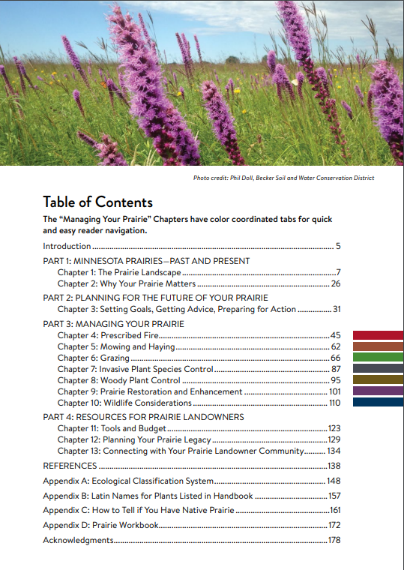 Photo credit: Phil Doll, Becker Soil and Water Conservation District
Table of Contents
The “Managing Your Prairie” Chapters have color coordinated tabs for quick
and easy reader navigation.
Introduction 5
PART 1: MINNESOTA PRAIRIES—PAST AND PRESENT
Chapter 1: The Prairie Landscape 7
Chapter 2: Why Your Prairie Matters 26
PART 2: PLANNING FOR THE FUTURE OF YOUR PRAIRIE
Chapter 3: Setting Goals, Getting Advice, Preparing for Action 31
PART 3: MANAGING YOUR PRAIRIE
Chapter 4: Prescribed Fire 45
Chapter 5: Mowing and Haying 62
Chapter 6: Grazing 66
Chapter 7: Invasive Plant Species Control 87
Chapter 8: Woody Plant Control 95
Chapter 9: Prairie Restoration and Enhancement 101
Chapter 10: Wildlife Considerations 110
PART 4: RESOURCES FOR PRAIRIE LANDOWNERS
Chapter 11: Tools and Budget 123
Chapter 12: Planning Your Prairie Legacy 129
Chapter 13: Connecting with Your Prairie Landowner Community 134
REFERENCES 138
Appendix A: Ecological Classification System 148
Appendix B: Latin Names for Plants Listed in Handbook 157
Appendix C: How to Tell if You Have Native Prairie 161
Appendix D: Prairie Workbook 172
Acknowledgments 178